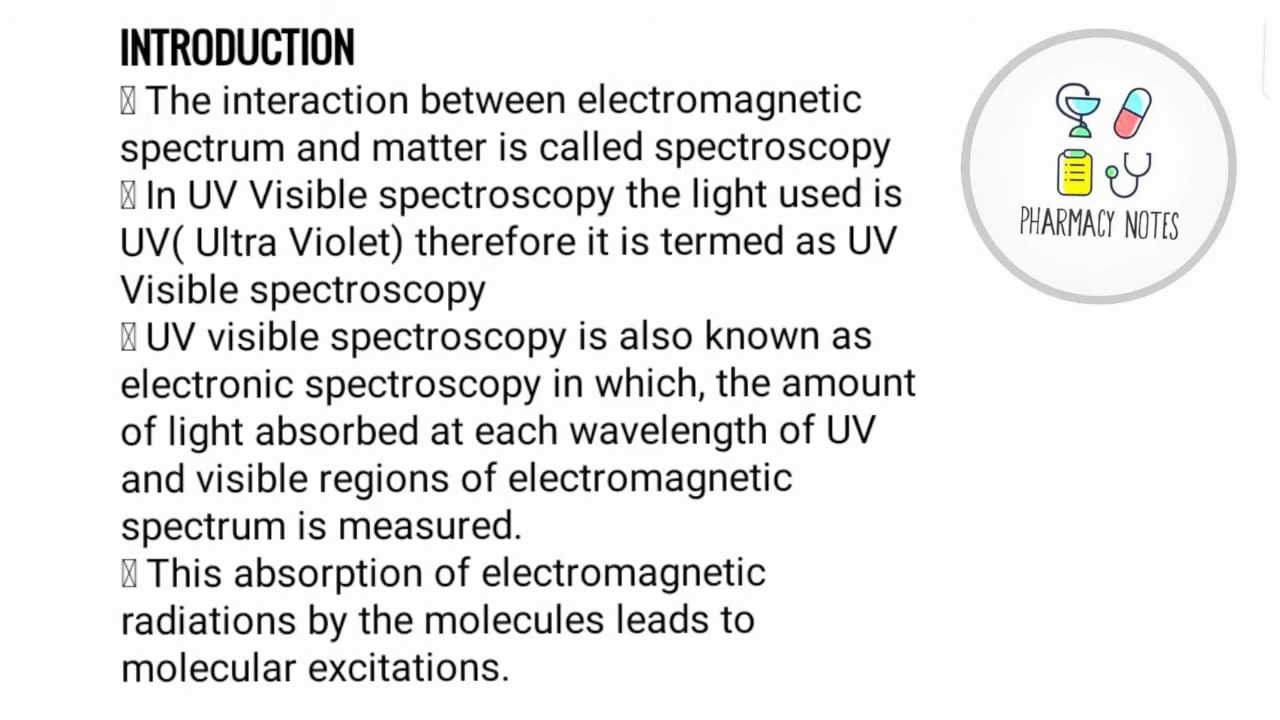 INTRODUCTION
The interaction between electromagnetic
spectrum and matter is called spectroscopy
In UV Visible spectroscopy the light used is
UV( Ultra Violet) therefore it is termed as UV
Visible spectroscopy
UV visible spectroscopy is also known as
electronic spectroscopy in which, the amount
of light absorbed at each wavelength of UV
and visible regions of electromagnetic
spectrum is measured.
This absorption of electromagnetic
radiations by the molecules leads to
molecular excitations.
PHARMACY NOTES